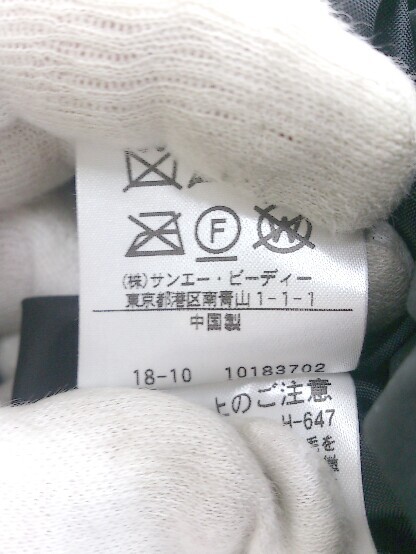 F
W
(株)サンエー・ビーディー
東京都港区南青山1-1-1
中国製
18-10 10183702
上のご注意
H-647
を